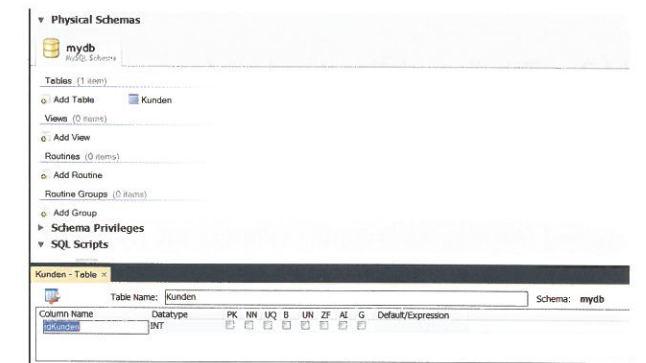 Physical Schemas
mydb
MySQL Schema
Tables (1 item)
Add Table Kunden
Views (0 items)
Add View
Routines (0 items)
Add Routine
Routine Groups (0 items)
Add Group
Schema Privileges
SQL Scripts
Kunden - Table ×
Table Name: Kunden Schema: mydb
Column Name Datatype PK NN UQ B UN ZF AI G Default/Expression
idKunden INT